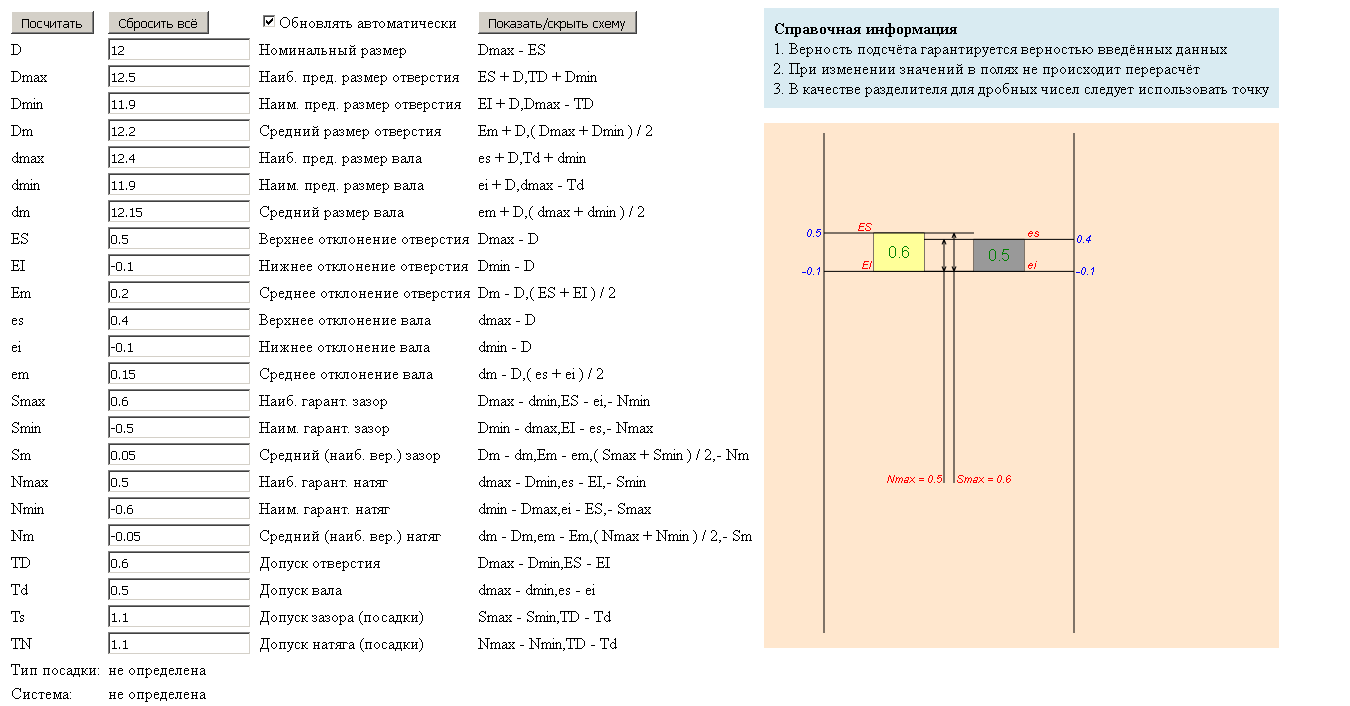 Посчитать Сбросить всё Обновлять автоматически Показать/скрыть схему
D 12 Номинальный размер Dmax - ES
Dmax 12.5 Наиб. пред. размер отверстия ES + D,TD + Dmin
Dmin 11.9 Наим. пред. размер отверстия EI + D,Dmax - TD
Dm 12.2 Средний размер отверстия Em + D,( Dmax + Dmin ) / 2
dmax 12.4 Наиб. пред. размер вала es + D,Td + dmin
dmin 11.9 Наим. пред. размер вала ei + D,dmax - Td
dm 12.15 Средний размер вала em + D,( dmax + dmin ) / 2
ES 0.5 Верхнее отклонение отверстия Dmax - D
EI -0.1 Нижнее отклонение отверстия Dmin - D
Em 0.2 Среднее отклонение отверстия Dm - D,( ES + EI ) / 2
es 0.4 Верхнее отклонение вала dmax - D
ei -0.1 Нижнее отклонение вала dmin - D
em 0.15 Среднее отклонение вала dm - D,( es + ei ) / 2
Smax 0.6 Наиб. гарант. зазор Dmax - dmin,ES - ei,- Nmin
Smin -0.5 Наим. гарант. зазор Dmin - dmax,EI - es,- Nmax
Sm 0.05 Средний (наиб. вер.) зазор Dm - dm,Em - em,( Smax + Smin ) / 2,- Nm
Nmax 0.5 Наиб. гарант. натяг dmax - Dmin,es - EI,- Smin
Nmin -0.6 Наим. гарант. натяг dmin - Dmax,ei - ES,- Smax
Nm -0.05 Средний (наиб. вер.) натяг dm - Dm,em - Em,( Nmax + Nmin ) / 2,- Sm
TD 0.6 Допуск отверстия Dmax - Dmin,ES - EI
Td 0.5 Допуск вала dmax - dmin,es - ei
Ts 1.1 Допуск зазора (посадки) Smax - Smin,TD - Td
TN 1.1 Допуск натяга (посадки) Nmax - Nmin,TD - Td
Тип посадки: не определена
Система: не определена
Справочная информация
1. Верность подсчёта гарантируется верностью введённых данных
2. При изменении значений в полях не происходит перерасчёт
3. В качестве разделителя для дробных чисел следует использовать точку
0.5 ES es 0.4
0.6 0.5
-0.1 EI ei -0.1
Nmax = 0.5 Smax = 0.6